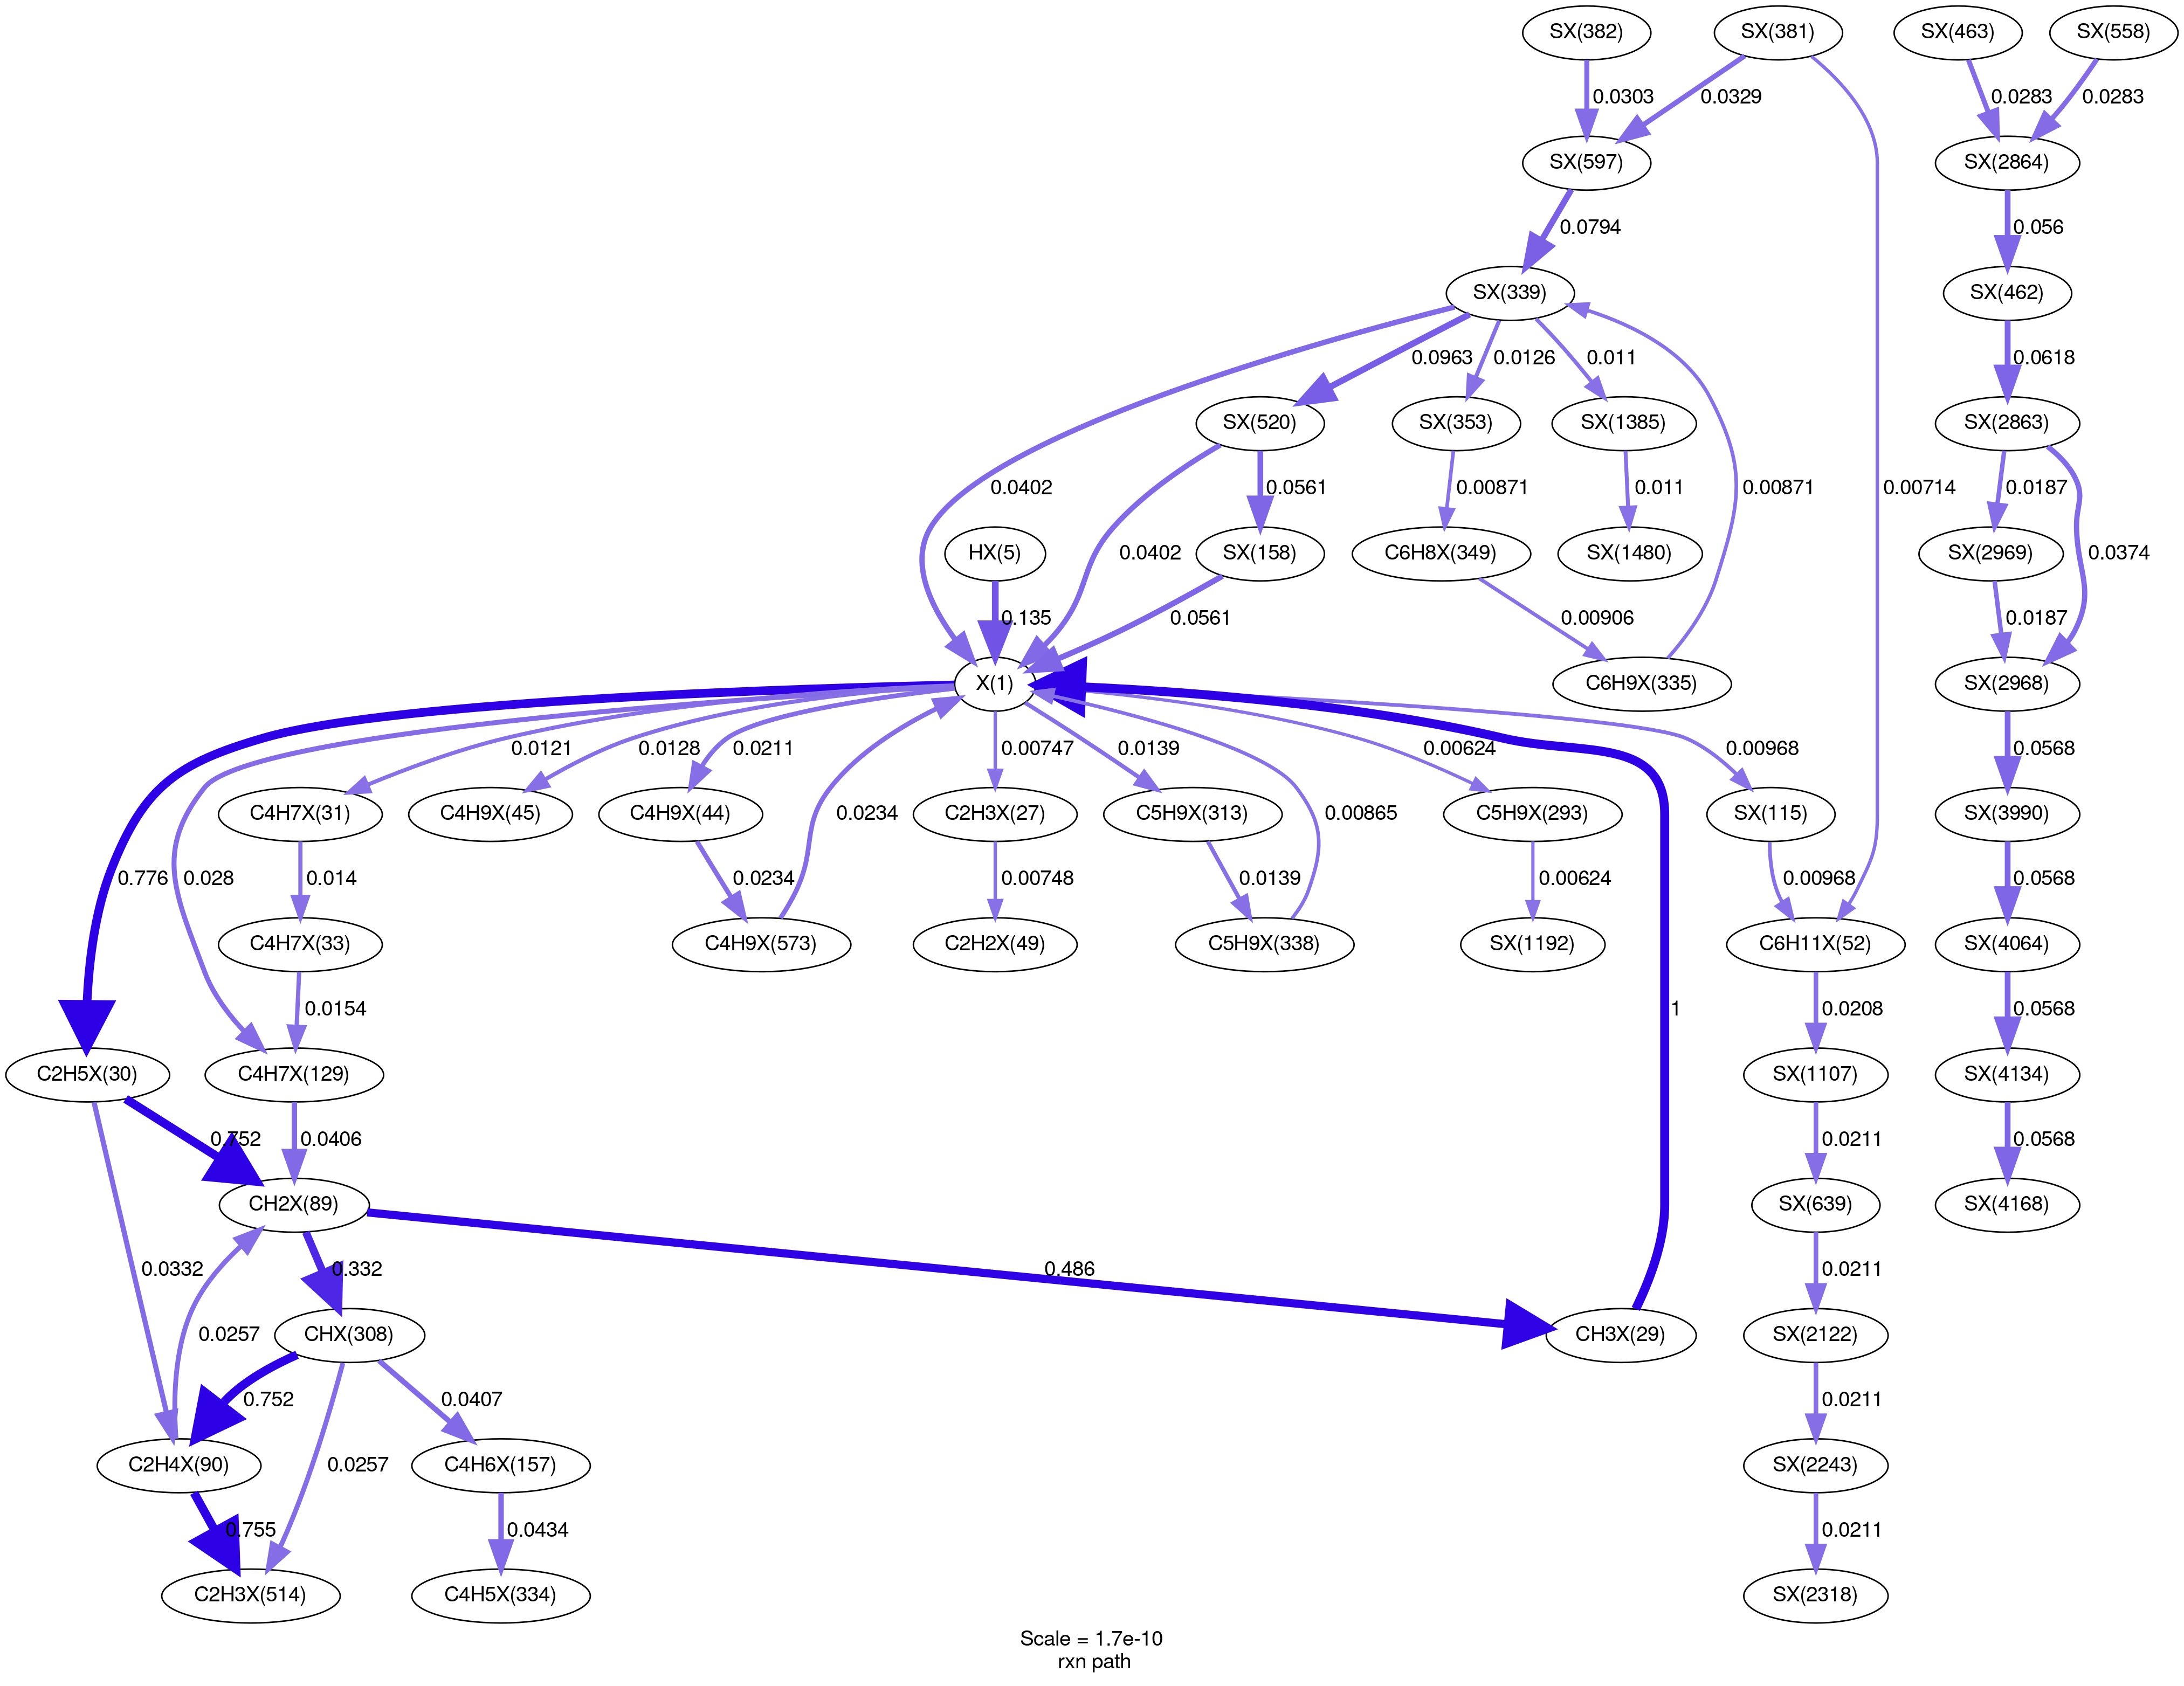 SX(382)
SX(381)
SX(463)
SX(558)
0.0303
0.0329
0.0283
0.0283
SX(597)
SX(2864)
0.0794
0.056
SX(339)
SX(462)
0.0963
0.0126
0.011
0.0618
SX(520)
SX(353)
SX(1385)
SX(2863)
0.0402
0.0561
0.00871
0.011
0.00871
0.00714
0.0187
HX(5)
0.0402
SX(158)
C6H8X(349)
SX(1480)
SX(2969)
0.0374
0.135
0.0561
0.00906
0.0187
X(1)
C6H9X(335)
SX(2968)
0.0121
0.0128
0.0211
0.00747
0.0139
0.00624
0.00968
0.0568
C4H7X(31)
C4H9X(45)
C4H9X(44)
0.0234
C2H3X(27)
C5H9X(313)
0.00865
C5H9X(293)
SX(115)
SX(3990)
0.776
0.028
0.014
0.0234
0.00748
0.0139
0.00624
0.00968
0.0568
C4H7X(33)
C4H9X(573)
C2H2X(49)
C5H9X(338)
SX(1192)
C6H11X(52)
SX(4064)
0.0154
1
0.0208
0.0568
C2H5X(30)
C4H7X(129)
SX(1107)
SX(4134)
0.752
0.0406
0.0211
0.0568
CH2X(89)
SX(639)
SX(4168)
0.0332
0.0257
0.332
0.486
0.0211
CHX(308)
CH3X(29)
SX(2122)
0.752
0.0407
0.0211
C2H4X(90)
0.0257
C4H6X(157)
SX(2243)
0.755
0.0434
0.0211
C2H3X(514)
C4H5X(334)
SX(2318)
Scale = 1.7e-10
rxn path